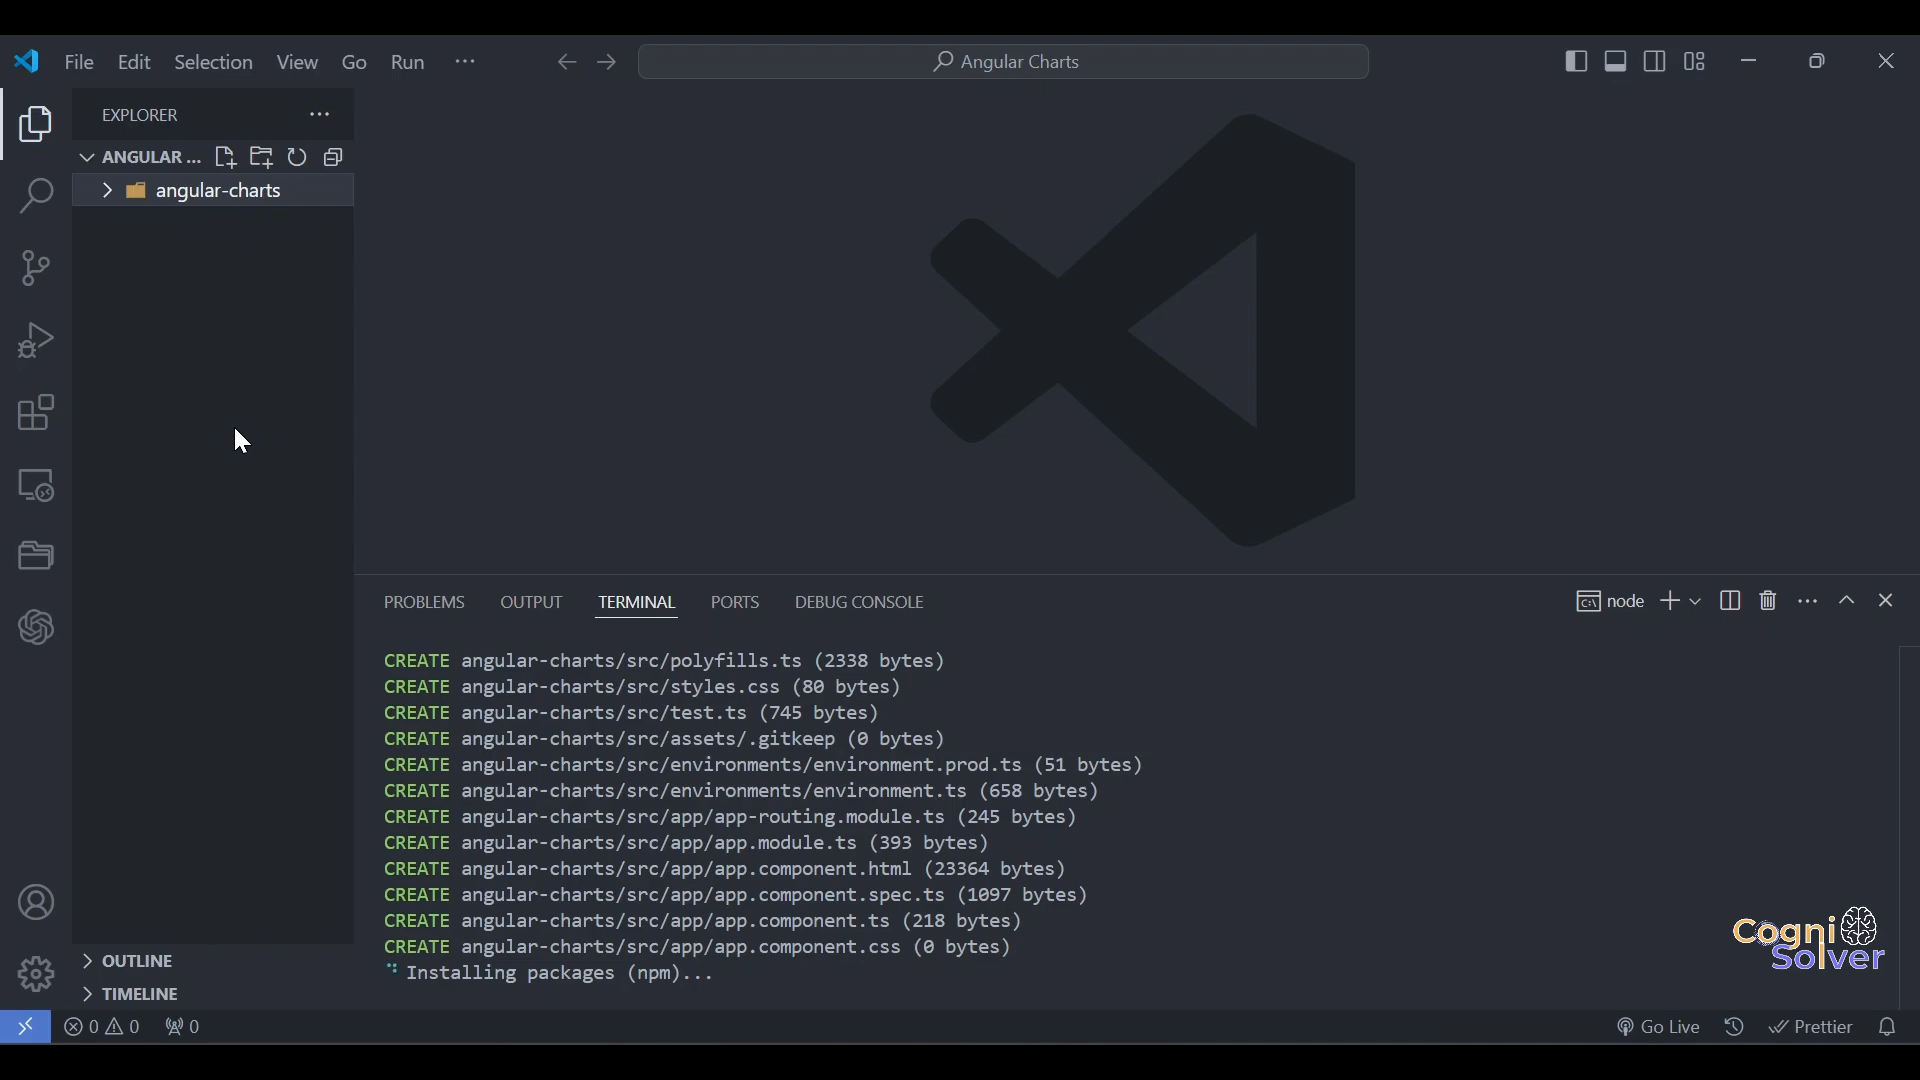 File Edit Selection View Go Run ···
Angular Charts
EXPLORER ···
ANGULAR ...
angular-charts
PROBLEMS OUTPUT TERMINAL PORTS DEBUG CONSOLE
node
CREATE angular-charts/src/polyfills.ts (2338 bytes)
CREATE angular-charts/src/styles.css (80 bytes)
CREATE angular-charts/src/test.ts (745 bytes)
CREATE angular-charts/src/assets/.gitkeep (0 bytes)
CREATE angular-charts/src/environments/environment.prod.ts (51 bytes)
CREATE angular-charts/src/environments/environment.ts (658 bytes)
CREATE angular-charts/src/app/app-routing.module.ts (245 bytes)
CREATE angular-charts/src/app/app.module.ts (393 bytes)
CREATE angular-charts/src/app/app.component.html (23364 bytes)
CREATE angular-charts/src/app/app.component.spec.ts (1097 bytes)
CREATE angular-charts/src/app/app.component.ts (218 bytes)
CREATE angular-charts/src/app/app.component.css (0 bytes)
Installing packages (npm)...
Cogni
Solver
OUTLINE
TIMELINE
0 0 0
Go Live Prettier